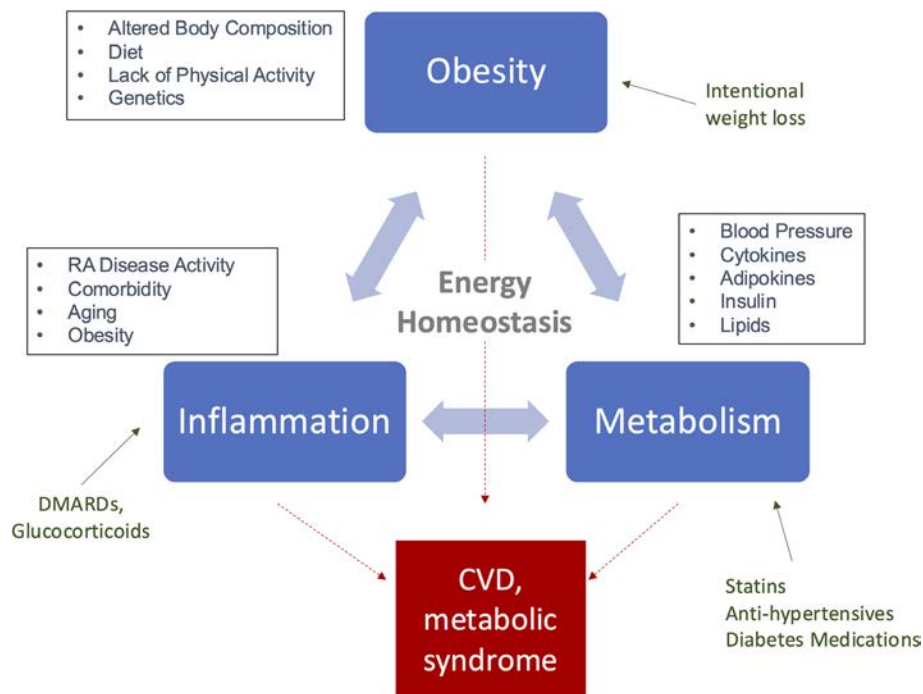 • Altered Body Composition
• Diet
• Lack of Physical Activity
• Genetics
Obesity
Intentional
weight loss
• RA Disease Activity
• Comorbidity
• Aging
• Obesity
Energy
Homeostasis
• Blood Pressure
• Cytokines
• Adipokines
• Insulin
• Lipids
Inflammation
Metabolism
DMARDs,
Glucocorticoids
CVD,
metabolic
syndrome
Statins
Anti-hypertensives
Diabetes Medications